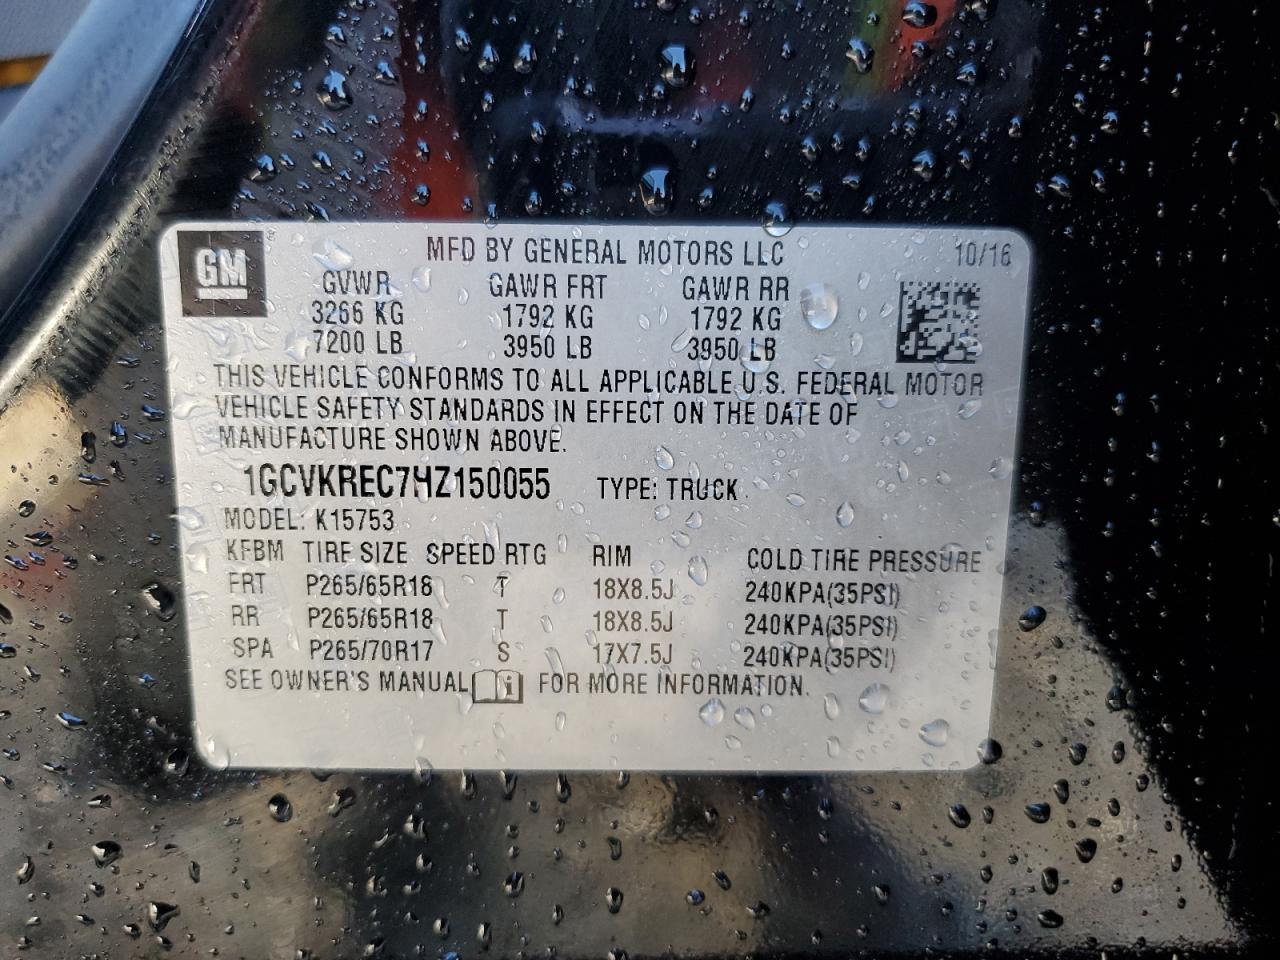 GM ® MFD BY GENERAL MOTORS LLC 10/16
GVWR GAWR FRT GAWR RR
3266 KG 1792 KG 1792 KG
7200 LB 3950 LB 3950 LB
THIS VEHICLE CONFORMS TO ALL APPLICABLE U.S. FEDERAL MOTOR
VEHICLE SAFETY STANDARDS IN EFFECT ON THE DATE OF
MANUFACTURE SHOWN ABOVE.
1GCVKREC7HZ150055 TYPE: TRUCK
MODEL: K15753
KFBM TIRE SIZE SPEED RTG RIM COLD TIRE PRESSURE
FRT P265/65R18 T 18X8.5J 240KPA(35PSI)
RR P265/65R18 T 18X8.5J 240KPA(35PSI)
SPA P265/70R17 S 17X7.5J 240KPA(35PSI)
SEE OWNER'S MANUAL i FOR MORE INFORMATION.